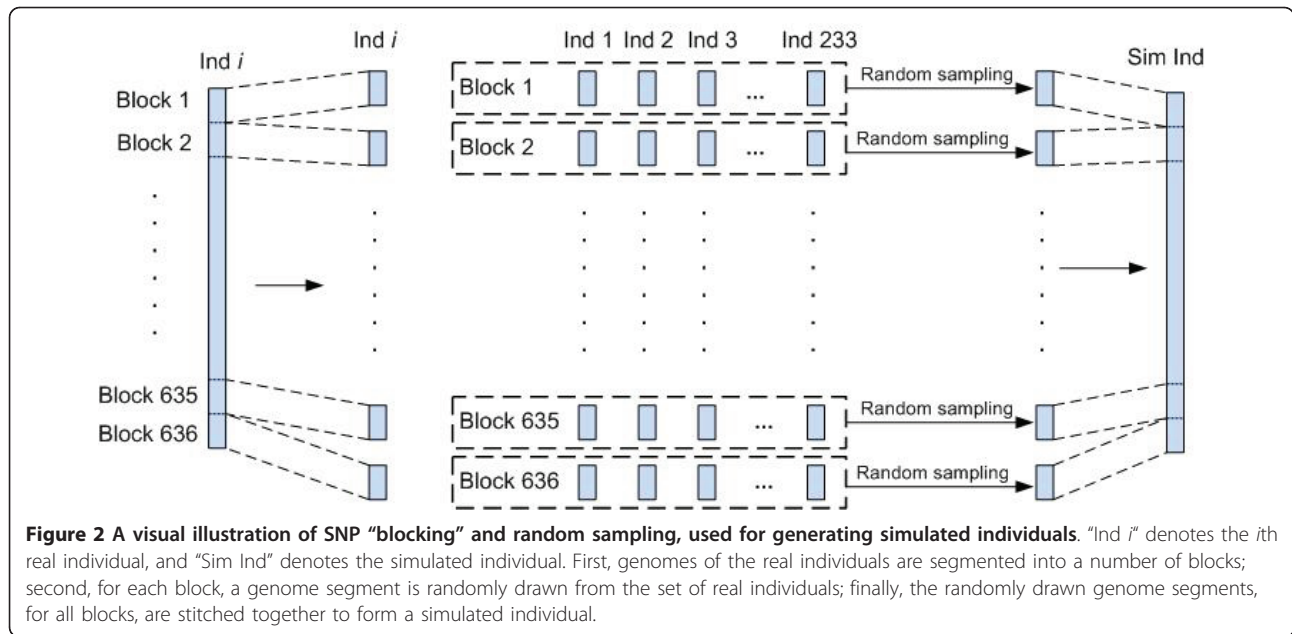 Ind i
Ind i
Ind 1 Ind 2 Ind 3 Ind 233
Sim Ind
Block 1
Block 1
...
Random sampling
Block 2
Block 2
...
Random sampling
Block 635
Block 635
...
Random sampling
Block 636
Block 636
...
Random sampling
Figure 2 A visual illustration of SNP “blocking” and random sampling, used for generating simulated individuals. “Ind i“ denotes the ith
real individual, and “Sim Ind” denotes the simulated individual. First, genomes of the real individuals are segmented into a number of blocks;
second, for each block, a genome segment is randomly drawn from the set of real individuals; finally, the randomly drawn genome segments,
for all blocks, are stitched together to form a simulated individual.